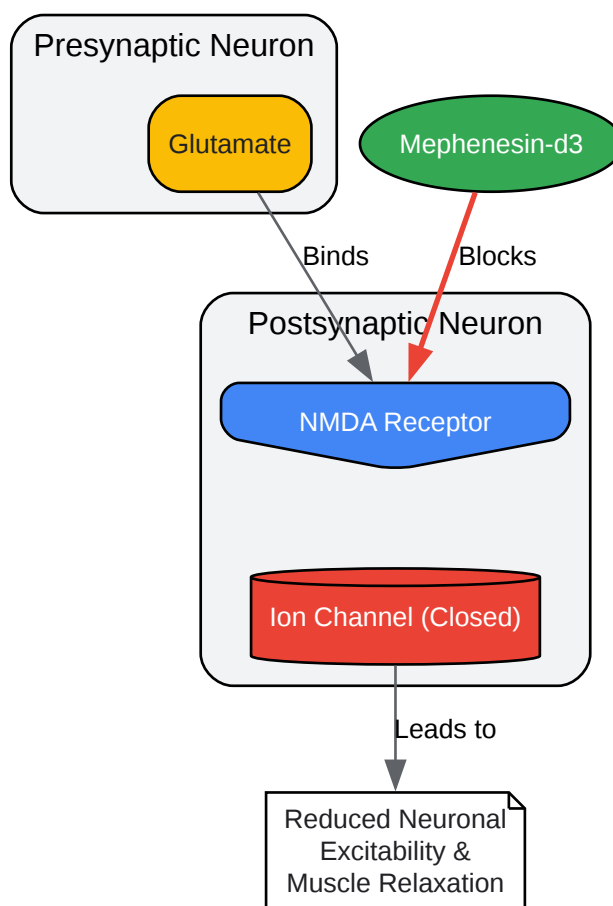 Presynaptic Neuron
Glutamate
Mephenesin-d3
Binds
Blocks
Postsynaptic Neuron
NMDA Receptor
Ion Channel (Closed)
Leads to
Reduced Neuronal
Excitability &
Muscle Relaxation